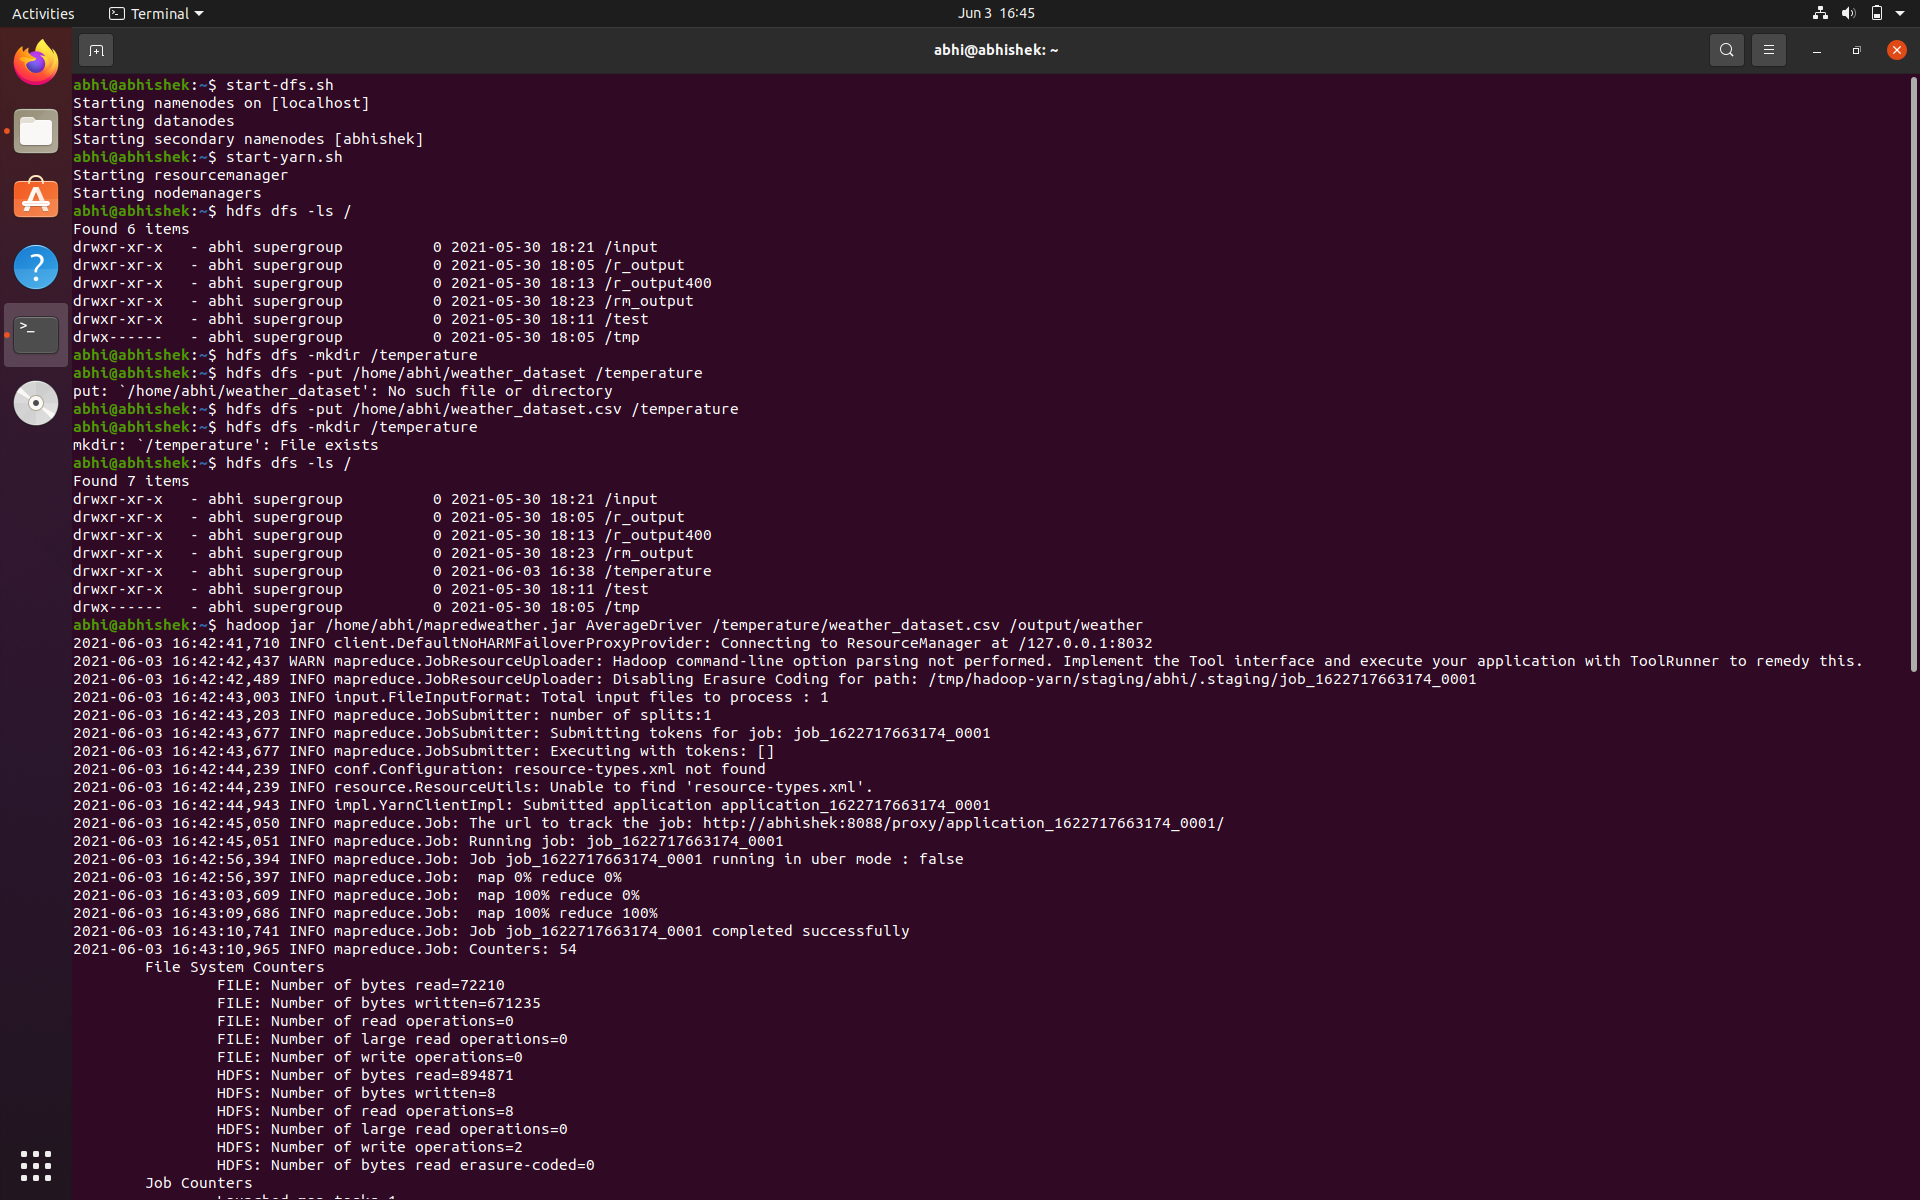 Activities
Terminal
Jun 3 16:45
abhi@abhishek: ~
abhi@abhishek:~$ start-dfs.sh
Starting namenodes on [localhost]
Starting datanodes
Starting secondary namenodes [abhishek]
abhi@abhishek:~$ start-yarn.sh
Starting resourcemanager
Starting nodemanagers
abhi@abhishek:~$ hdfs dfs -ls /
Found 6 items
drwxr-xr-x   - abhi supergroup          0 2021-05-30 18:21 /input
drwxr-xr-x   - abhi supergroup          0 2021-05-30 18:05 /r_output
drwxr-xr-x   - abhi supergroup          0 2021-05-30 18:13 /r_output400
drwxr-xr-x   - abhi supergroup          0 2021-05-30 18:23 /rm_output
drwxr-xr-x   - abhi supergroup          0 2021-05-30 18:11 /test
drwx------   - abhi supergroup          0 2021-05-30 18:05 /tmp
abhi@abhishek:~$ hdfs dfs -mkdir /temperature
abhi@abhishek:~$ hdfs dfs -put /home/abhi/weather_dataset /temperature
put: `/home/abhi/weather_dataset': No such file or directory
abhi@abhishek:~$ hdfs dfs -put /home/abhi/weather_dataset.csv /temperature
abhi@abhishek:~$ hdfs dfs -mkdir /temperature
mkdir: `/temperature': File exists
abhi@abhishek:~$ hdfs dfs -ls /
Found 7 items
drwxr-xr-x   - abhi supergroup          0 2021-05-30 18:21 /input
drwxr-xr-x   - abhi supergroup          0 2021-05-30 18:05 /r_output
drwxr-xr-x   - abhi supergroup          0 2021-05-30 18:13 /r_output400
drwxr-xr-x   - abhi supergroup          0 2021-05-30 18:23 /rm_output
drwxr-xr-x   - abhi supergroup          0 2021-06-03 16:38 /temperature
drwxr-xr-x   - abhi supergroup          0 2021-05-30 18:11 /test
drwx------   - abhi supergroup          0 2021-05-30 18:05 /tmp
abhi@abhishek:~$ hadoop jar /home/abhi/mapredweather.jar AverageDriver /temperature/weather_dataset.csv /output/weather
2021-06-03 16:42:41,710 INFO client.DefaultNoHARMFailoverProxyProvider: Connecting to ResourceManager at /127.0.0.1:8032
2021-06-03 16:42:42,437 WARN mapreduce.JobResourceUploader: Hadoop command-line option parsing not performed. Implement the Tool interface and execute your application with ToolRunner to remedy this.
2021-06-03 16:42:42,489 INFO mapreduce.JobResourceUploader: Disabling Erasure Coding for path: /tmp/hadoop-yarn/staging/abhi/.staging/job_1622717663174_0001
2021-06-03 16:42:43,003 INFO input.FileInputFormat: Total input files to process : 1
2021-06-03 16:42:43,203 INFO mapreduce.JobSubmitter: number of splits:1
2021-06-03 16:42:43,677 INFO mapreduce.JobSubmitter: Submitting tokens for job: job_1622717663174_0001
2021-06-03 16:42:43,677 INFO mapreduce.JobSubmitter: Executing with tokens: []
2021-06-03 16:42:44,239 INFO conf.Configuration: resource-types.xml not found
2021-06-03 16:42:44,239 INFO resource.ResourceUtils: Unable to find 'resource-types.xml'.
2021-06-03 16:42:44,943 INFO impl.YarnClientImpl: Submitted application application_1622717663174_0001
2021-06-03 16:42:45,050 INFO mapreduce.Job: The url to track the job: http://abhishek:8088/proxy/application_1622717663174_0001/
2021-06-03 16:42:45,051 INFO mapreduce.Job: Running job: job_1622717663174_0001
2021-06-03 16:42:56,394 INFO mapreduce.Job: Job job_1622717663174_0001 running in uber mode : false
2021-06-03 16:42:56,397 INFO mapreduce.Job:  map 0% reduce 0%
2021-06-03 16:43:03,609 INFO mapreduce.Job:  map 100% reduce 0%
2021-06-03 16:43:09,686 INFO mapreduce.Job:  map 100% reduce 100%
2021-06-03 16:43:10,741 INFO mapreduce.Job: Job job_1622717663174_0001 completed successfully
2021-06-03 16:43:10,965 INFO mapreduce.Job: Counters: 54
File System Counters
FILE: Number of bytes read=72210
FILE: Number of bytes written=671235
FILE: Number of read operations=0
FILE: Number of large read operations=0
FILE: Number of write operations=0
HDFS: Number of bytes read=894871
HDFS: Number of bytes written=8
HDFS: Number of read operations=8
HDFS: Number of large read operations=0
HDFS: Number of write operations=2
HDFS: Number of bytes read erasure-coded=0
Job Counters